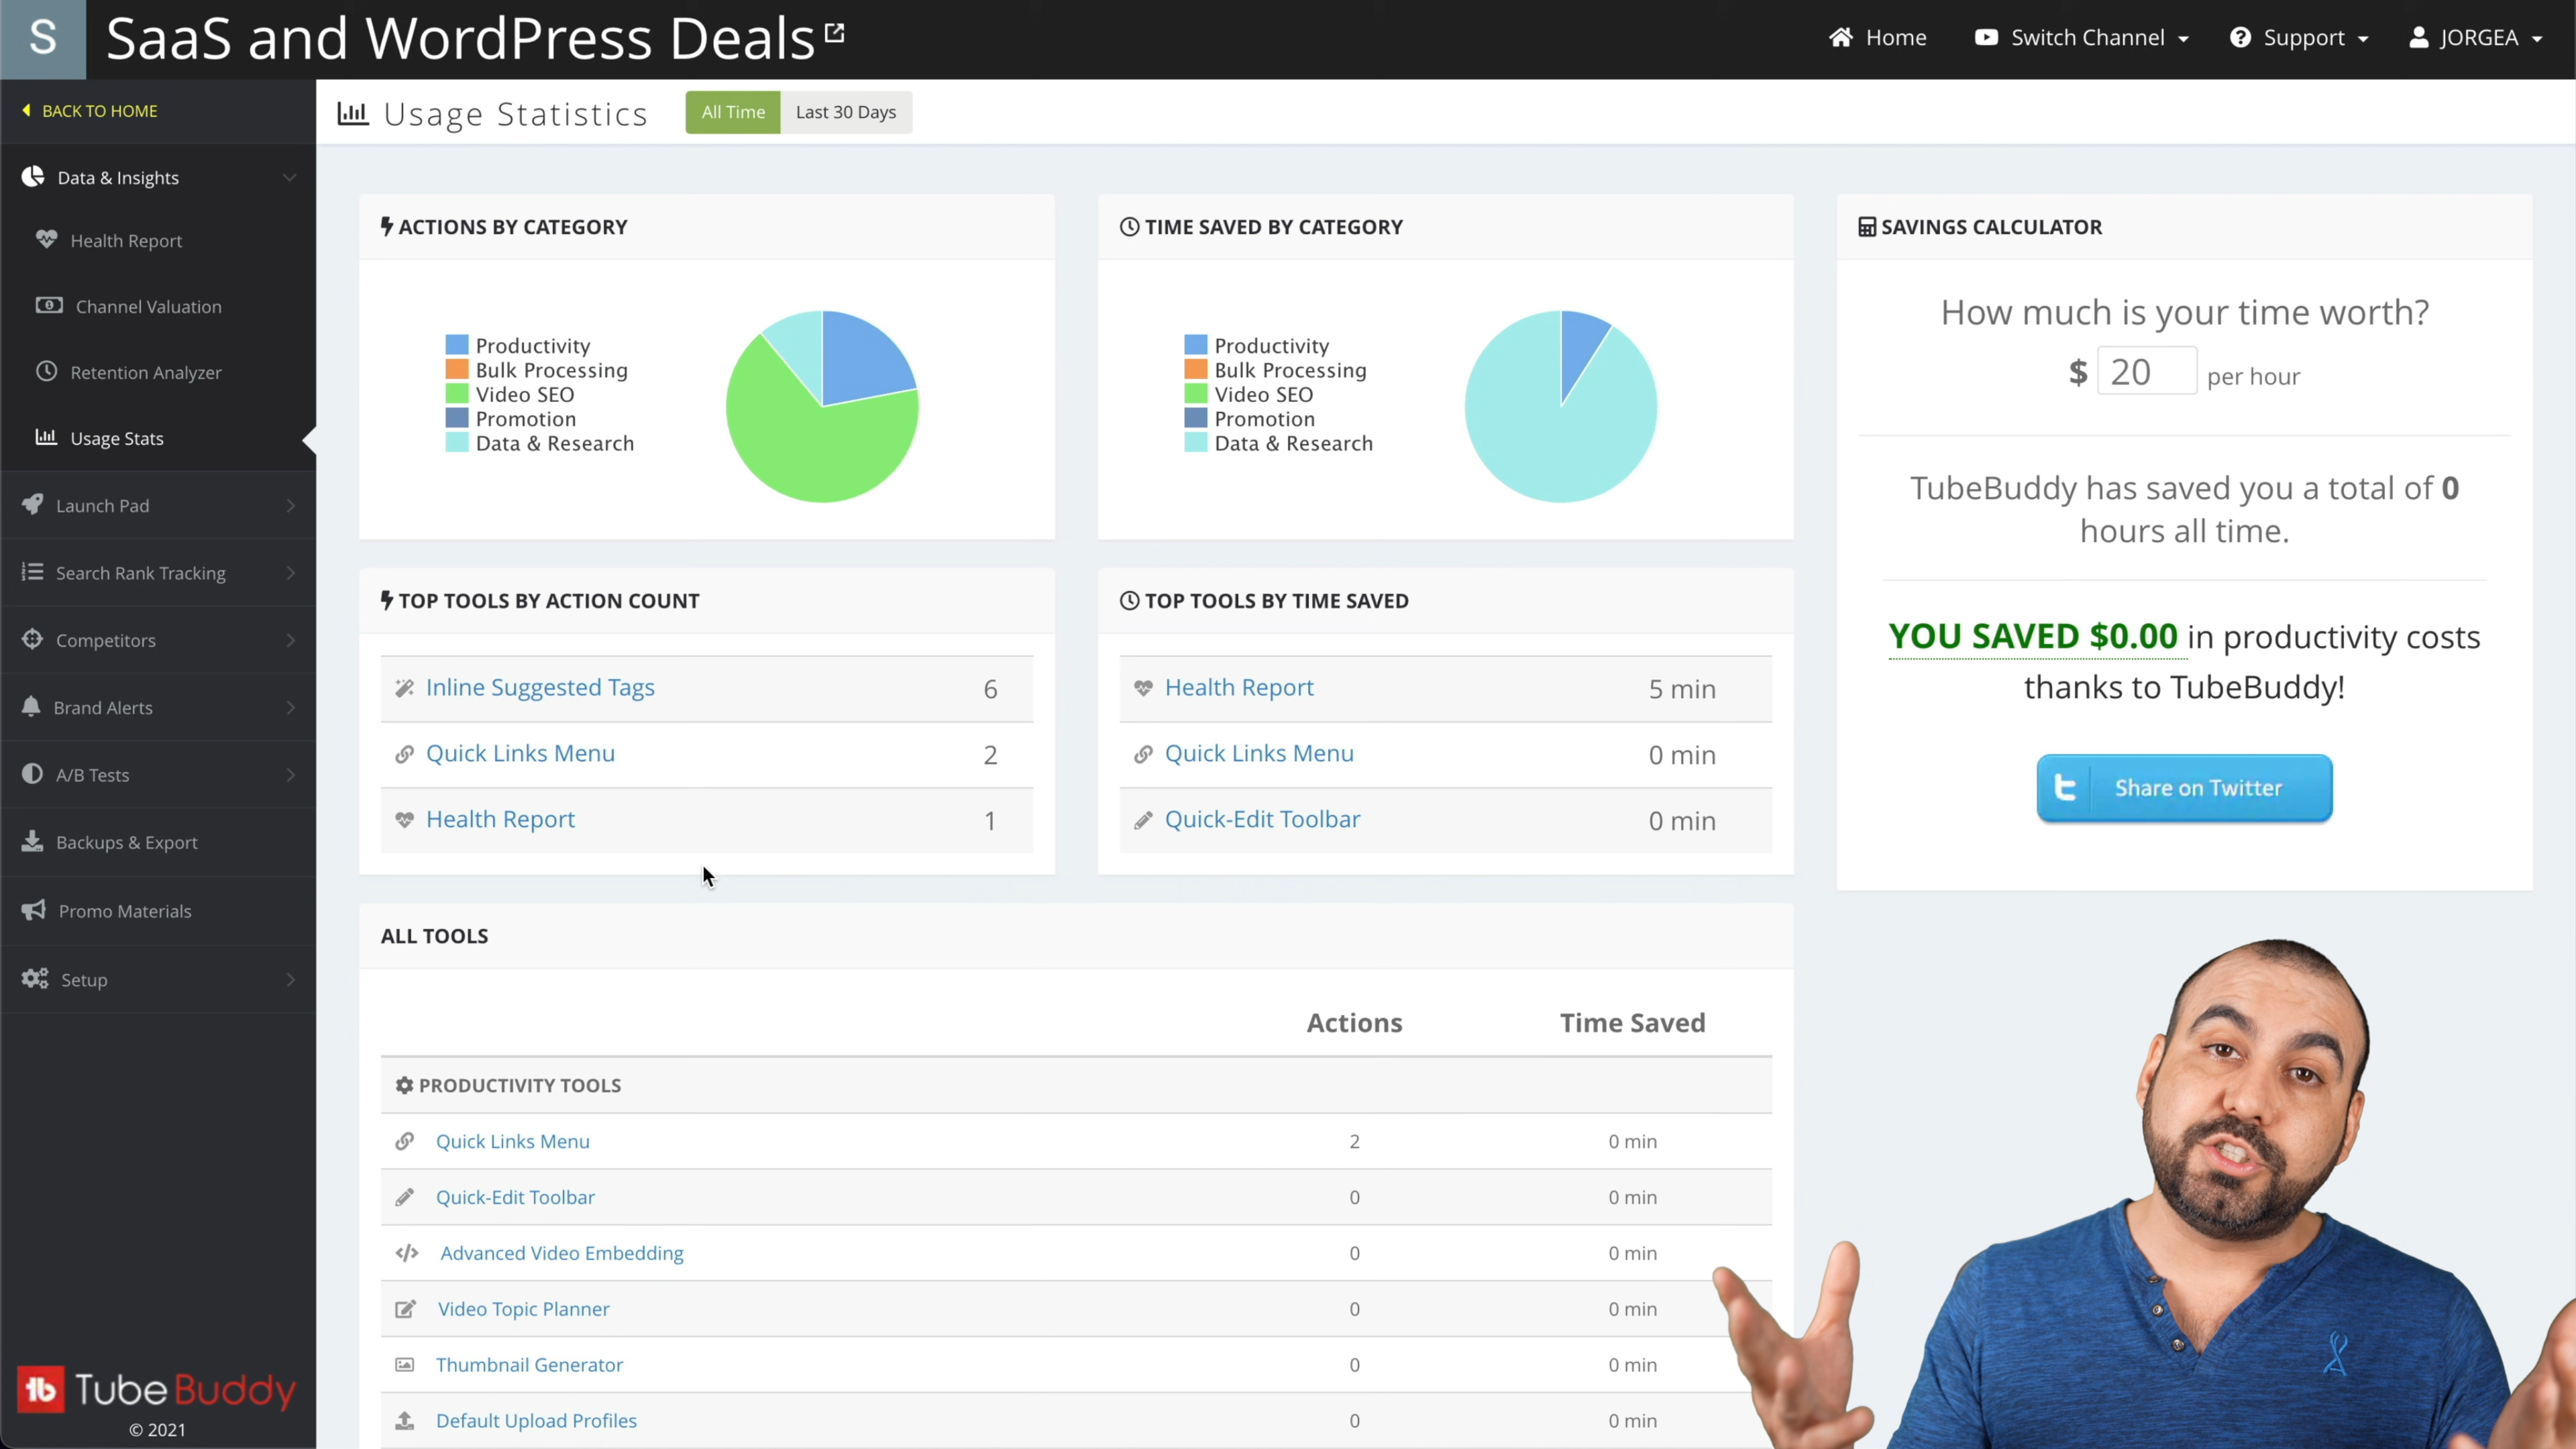 S SaaS and WordPress Deals
Home Switch Channel Support JORGEA
BACK TO HOME
Data & Insights
Health Report
Channel Valuation
Retention Analyzer
Usage Stats
Launch Pad
Search Rank Tracking
Competitors
Brand Alerts
A/B Tests
Backups & Export
Promo Materials
Setup
tb TubeBuddy
© 2021
Usage Statistics All Time Last 30 Days
ACTIONS BY CATEGORY
Productivity
Bulk Processing
Video SEO
Promotion
Data & Research
TIME SAVED BY CATEGORY
Productivity
Bulk Processing
Video SEO
Promotion
Data & Research
SAVINGS CALCULATOR
How much is your time worth?
$ 20 per hour
TubeBuddy has saved you a total of 0
hours all time.
YOU SAVED $0.00 in productivity costs
thanks to TubeBuddy!
t Share on Twitter
TOP TOOLS BY ACTION COUNT
Inline Suggested Tags 6
Quick Links Menu 2
Health Report 1
TOP TOOLS BY TIME SAVED
Health Report 5 min
Quick Links Menu 0 min
Quick-Edit Toolbar 0 min
ALL TOOLS
Actions Time Saved
PRODUCTIVITY TOOLS
Quick Links Menu 2 0 min
Quick-Edit Toolbar 0 0 min
Advanced Video Embedding 0 0 min
Video Topic Planner 0 0 min
Thumbnail Generator 0 0 min
Default Upload Profiles 0 0 min